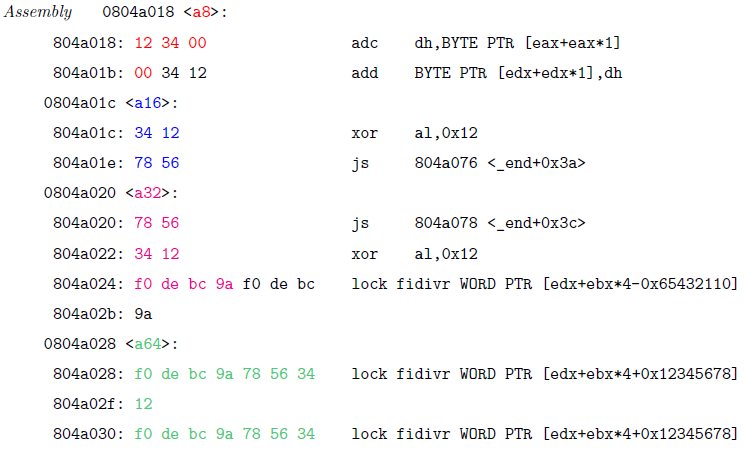 Assembly 0804a018 <a8>:
804a018: 12 34 00 adc dh,BYTE PTR [eax+eax*1]
804a01b: 00 34 12 add BYTE PTR [edx+edx*1],dh
0804a01c <a16>:
804a01c: 34 12 xor al,0x12
804a01e: 78 56 js 804a076 <_end+0x3a>
0804a020 <a32>:
804a020: 78 56 js 804a078 <_end+0x3c>
804a022: 34 12 xor al,0x12
804a024: f0 de bc 9a f0 de bc lock fidivr WORD PTR [edx+ebx*4-0x65432110]
804a02b: 9a
0804a028 <a64>:
804a028: f0 de bc 9a 78 56 34 lock fidivr WORD PTR [edx+ebx*4+0x12345678]
804a02f: 12
804a030: f0 de bc 9a 78 56 34 lock fidivr WORD PTR [edx+ebx*4+0x12345678]